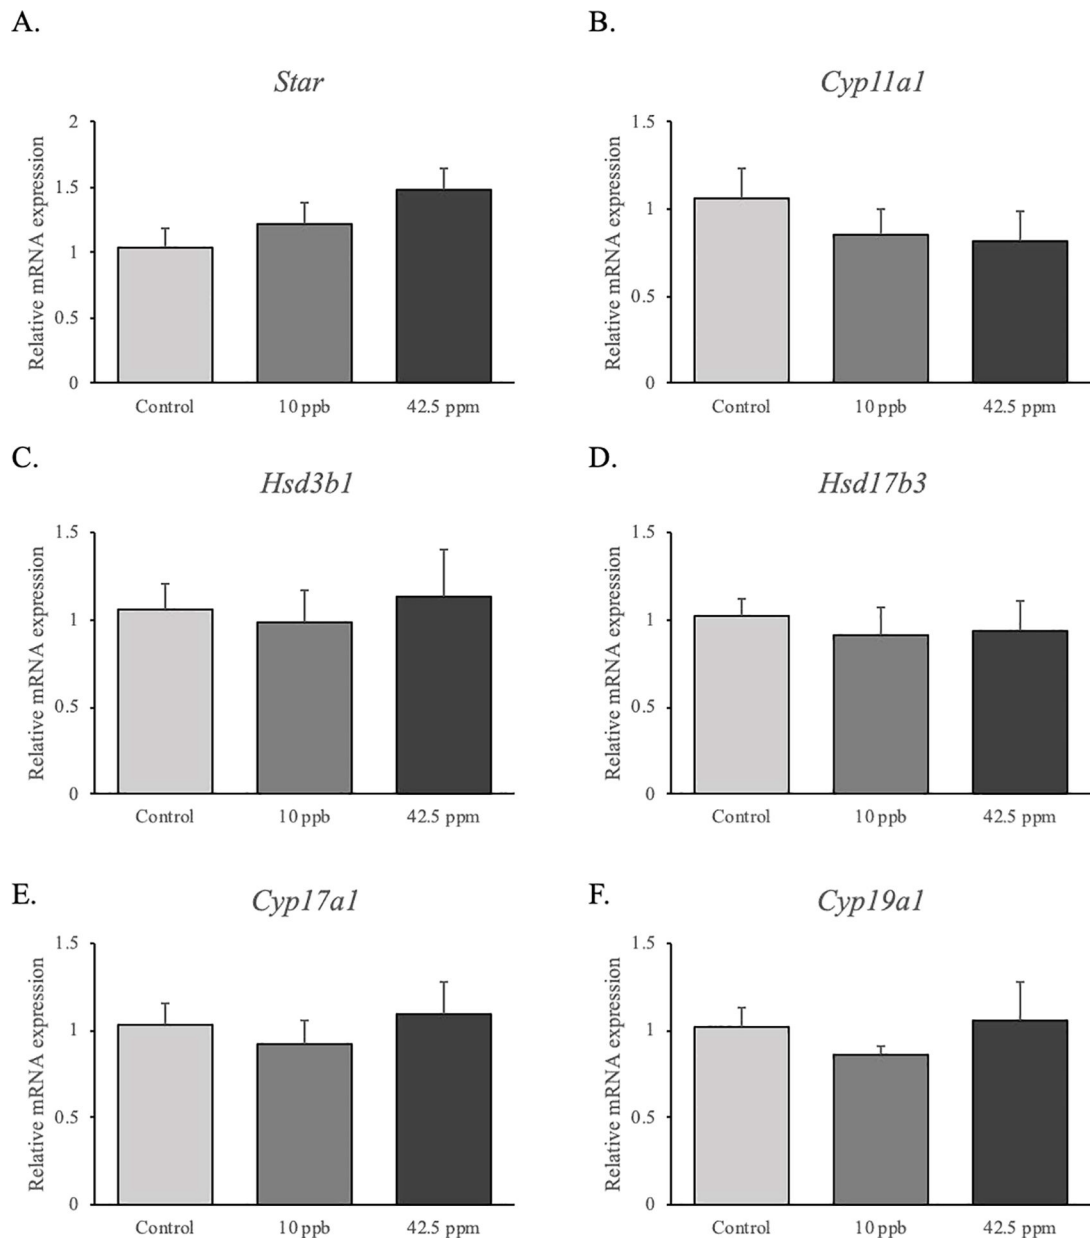 A.
Star
Relative mRNA expression
2
1.5
1
0.5
0
Control 10 ppb 42.5 ppm
B.
Cyp11a1
Relative mRNA expression
1.5
1
0.5
0
Control 10 ppb 42.5 ppm
C.
Hsd3b1
Relative mRNA expression
1.5
1
0.5
0
Control 10 ppb 42.5 ppm
D.
Hsd17b3
Relative mRNA expression
1.5
1
0.5
0
Control 10 ppb 42.5 ppm
E.
Cyp17a1
Relative mRNA expression
1.5
1
0.5
0
Control 10 ppb 42.5 ppm
F.
Cyp19a1
Relative mRNA expression
1.5
1
0.5
0
Control 10 ppb 42.5 ppm